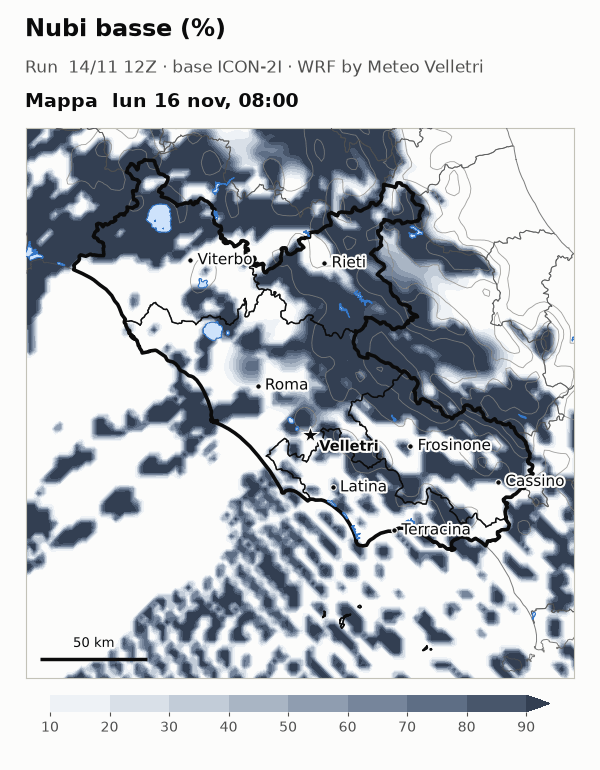 Nubi basse (%)
Run 14/11 12Z · base ICON-2I · WRF by Meteo Velletri
Mappa lun 16 nov, 08:00
Viterbo
Rieti
Roma
Velletri
Frosinone
Cassino
Latina
Terracina
50 km
10 20 30 40 50 60 70 80 90